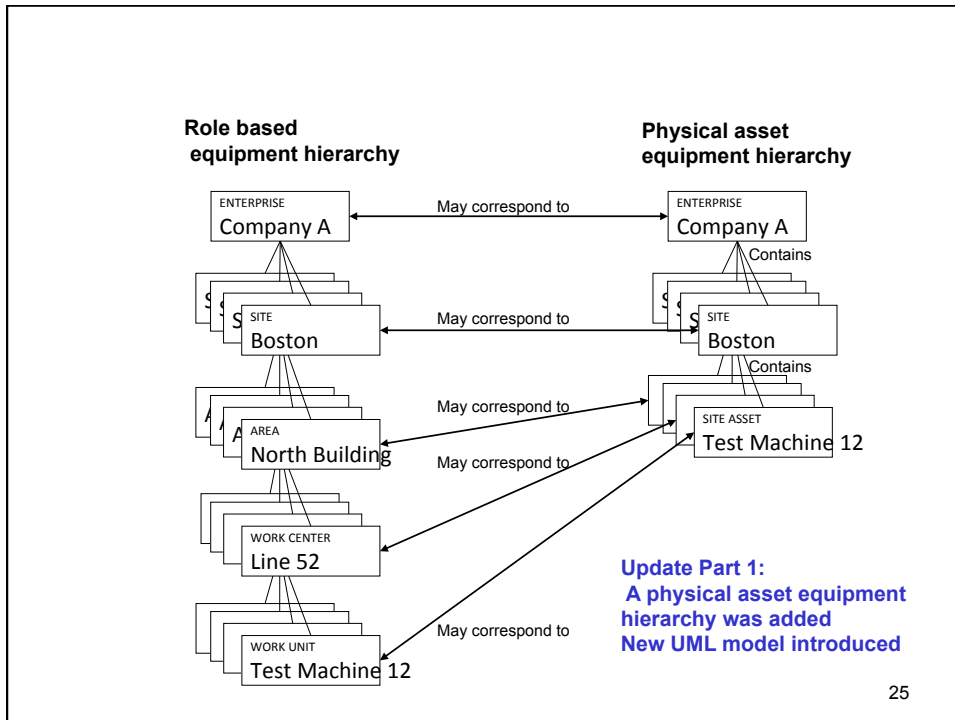 Role based
equipment hierarchy
Physical asset
equipment hierarchy
ENTERPRISE
Company A
May correspond to
ENTERPRISE
Company A
Contains
S
S
S
SITE
Boston
May correspond to
S
S
S
SITE
Boston
Contains
A
A
A
AREA
North Building
May correspond to
SITE ASSET
Test Machine 12
May correspond to
WORK CENTER
Line 52
Update Part 1:
A physical asset equipment
hierarchy was added
New UML model introduced
May correspond to
WORK UNIT
Test Machine 12
25